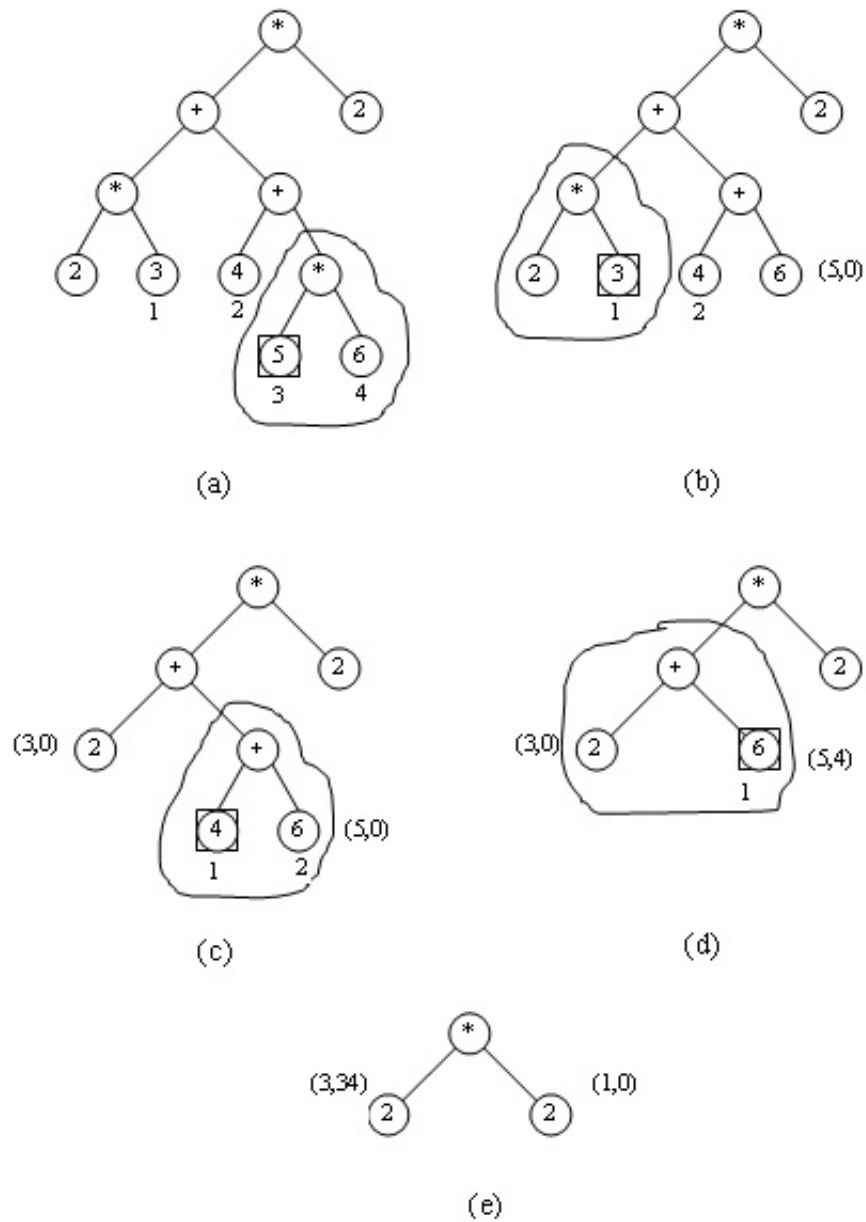 * *
+ 2 + 2
* + * +
2 3 4 * 2 3 4 6 (5,0)
1 2 1 2
5 6
3 4
(a) (b)
* *
+ 2 + 2
(3,0) 2 + (3,0) 2 6 (5,4)
1
4 6 (5,0)
1 2
(c) (d)
*
(3,34) (1,0)
2 2
(e)